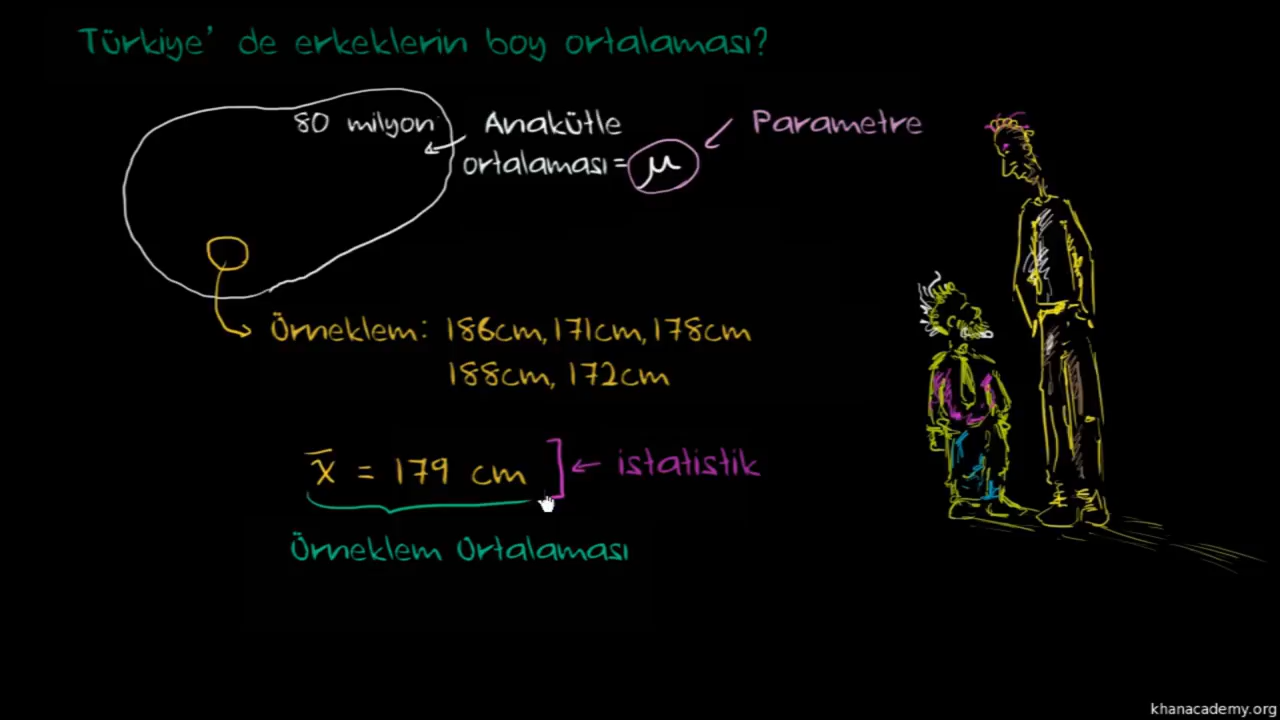 Türkiye' de erkeklerin boy ortalaması?
80 milyon
Anakütle
ortalaması = μ
Parametre
Örneklem: 186cm, 171cm, 178cm
188cm, 172cm
x̄ = 179 cm
istatistik
Örneklem Ortalaması
khanacademy.org